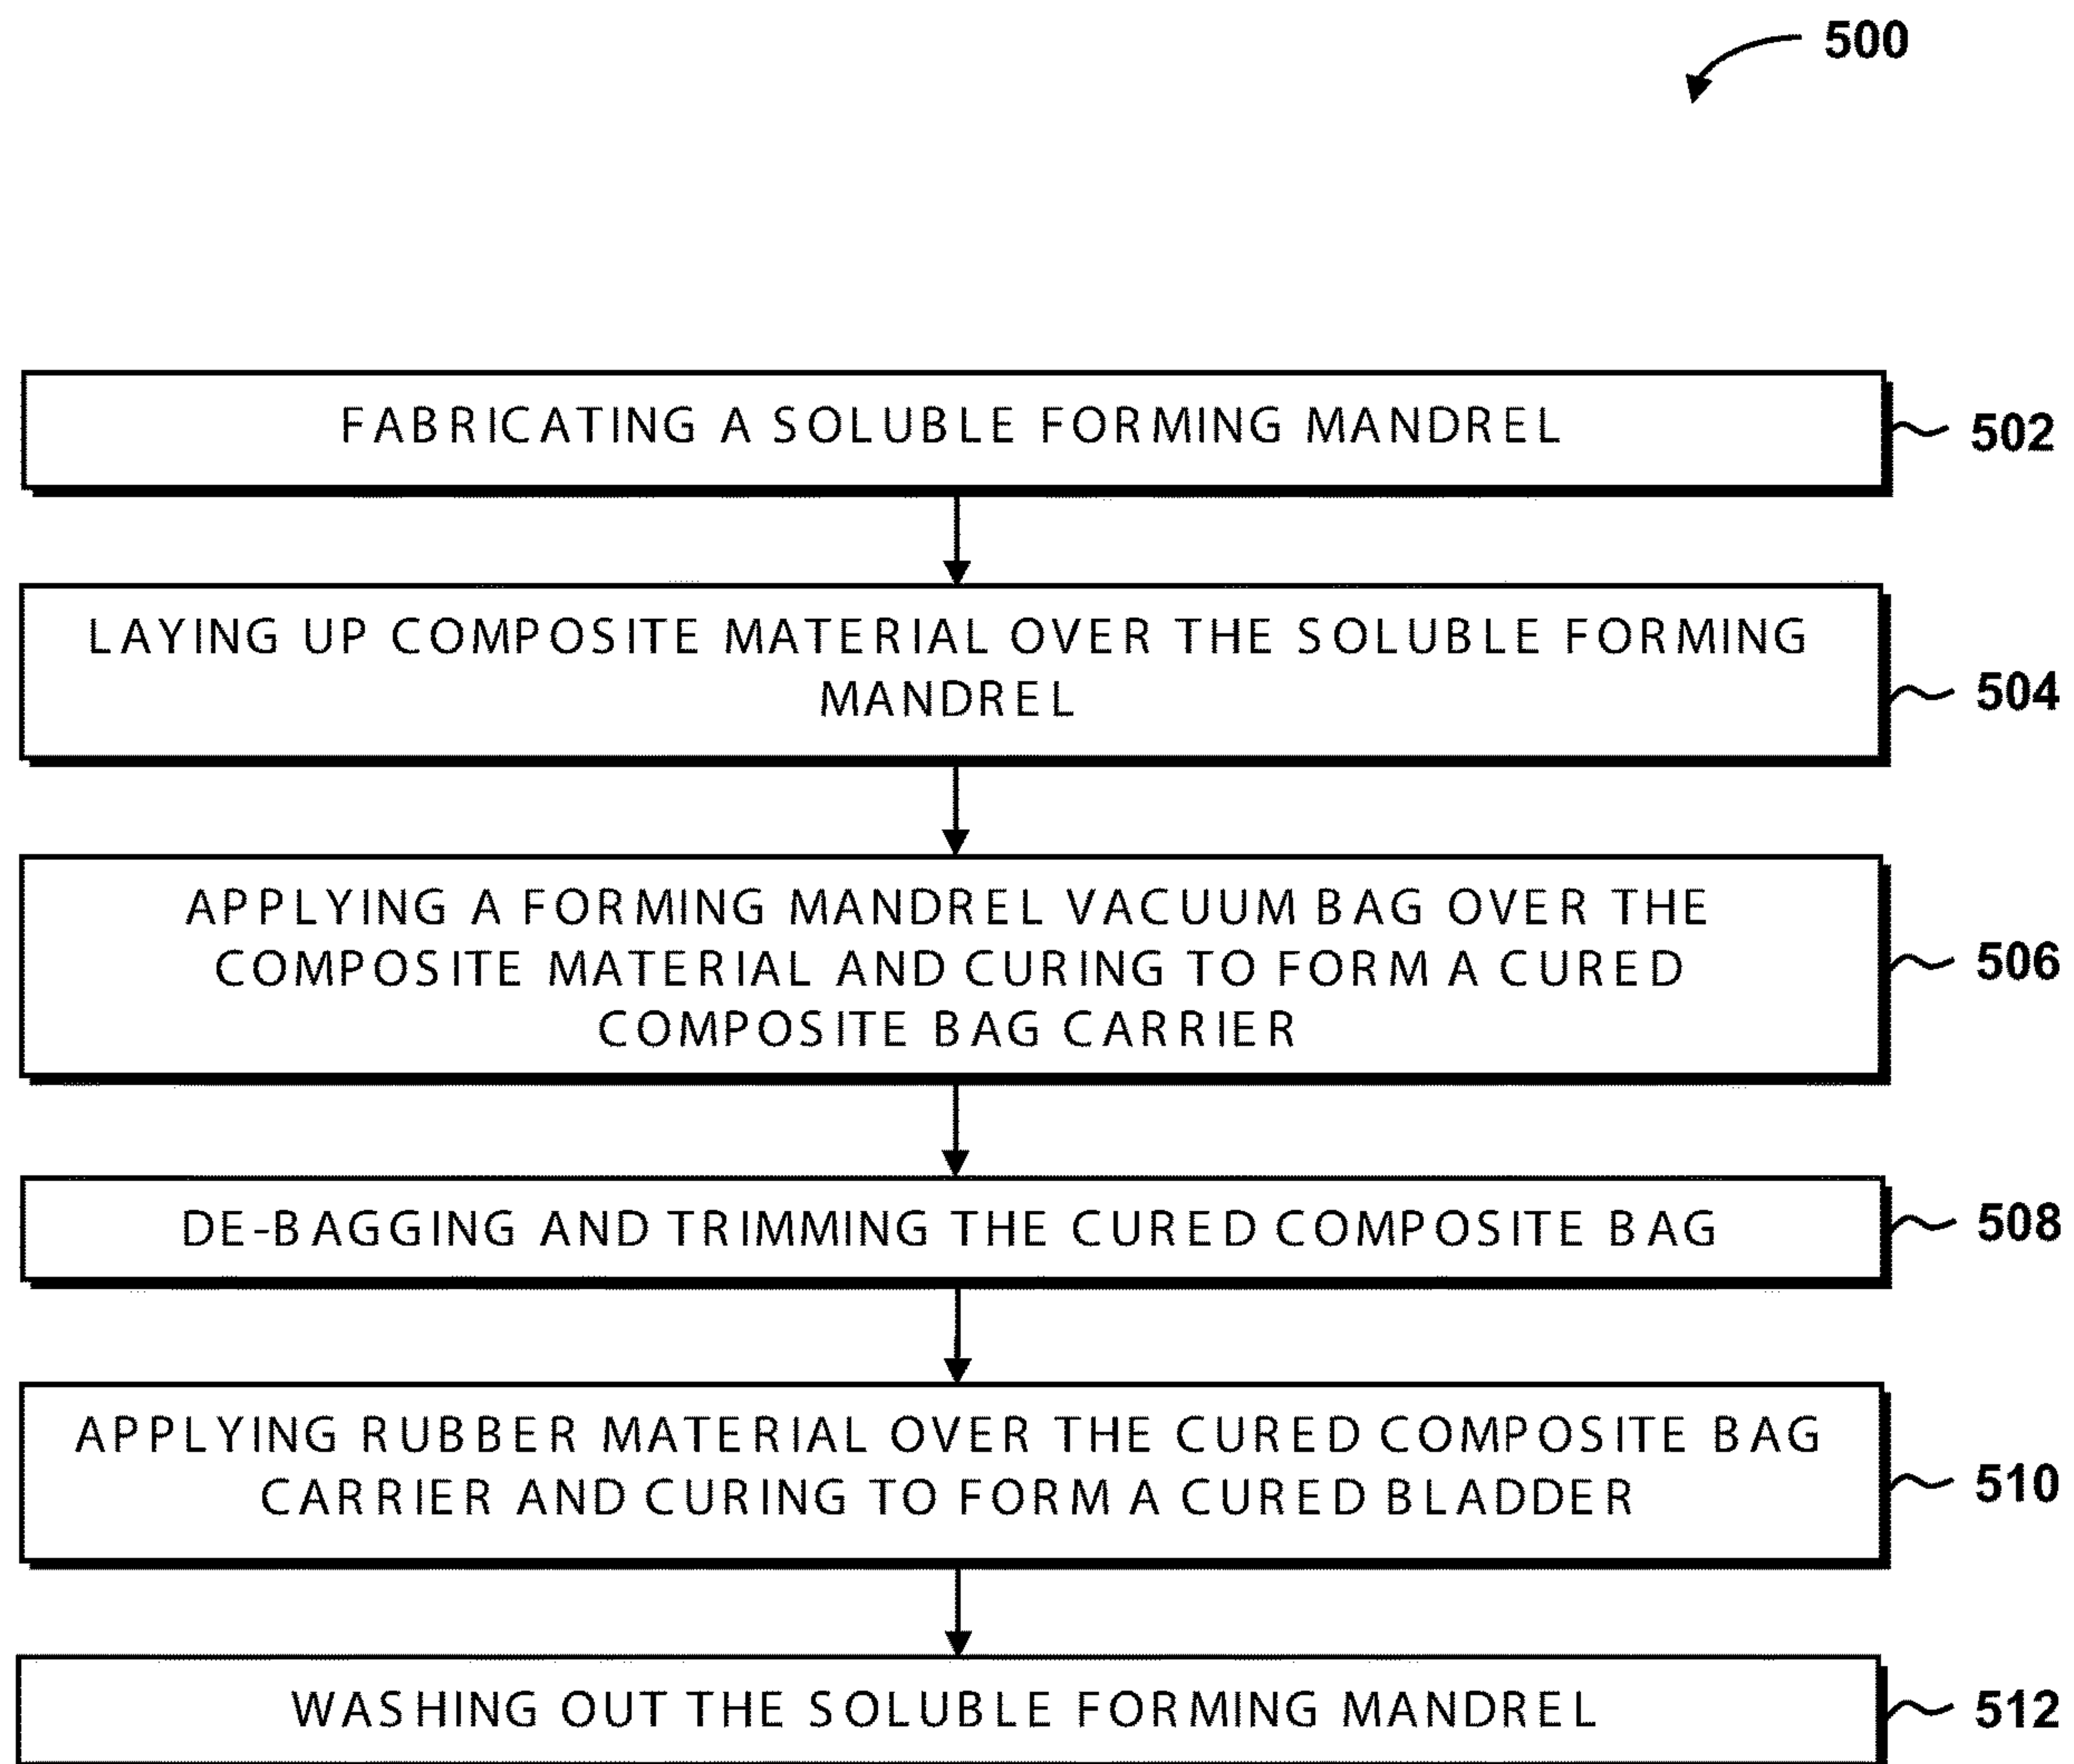 500
FABRICATING A SOLUBLE FORMING MANDREL
502
LAYING UP COMPOSITE MATERIAL OVER THE SOLUBLE FORMING
MANDREL
504
APPLYING A FORMING MANDREL VACUUM BAG OVER THE
COMPOSITE MATERIAL AND CURING TO FORM A CURED
COMPOSITE BAG CARRIER
506
DE-BAGGING AND TRIMMING THE CURED COMPOSITE BAG
508
APPLYING RUBBER MATERIAL OVER THE CURED COMPOSITE BAG
CARRIER AND CURING TO FORM A CURED BLADDER
510
WASHING OUT THE SOLUBLE FORMING MANDREL
512